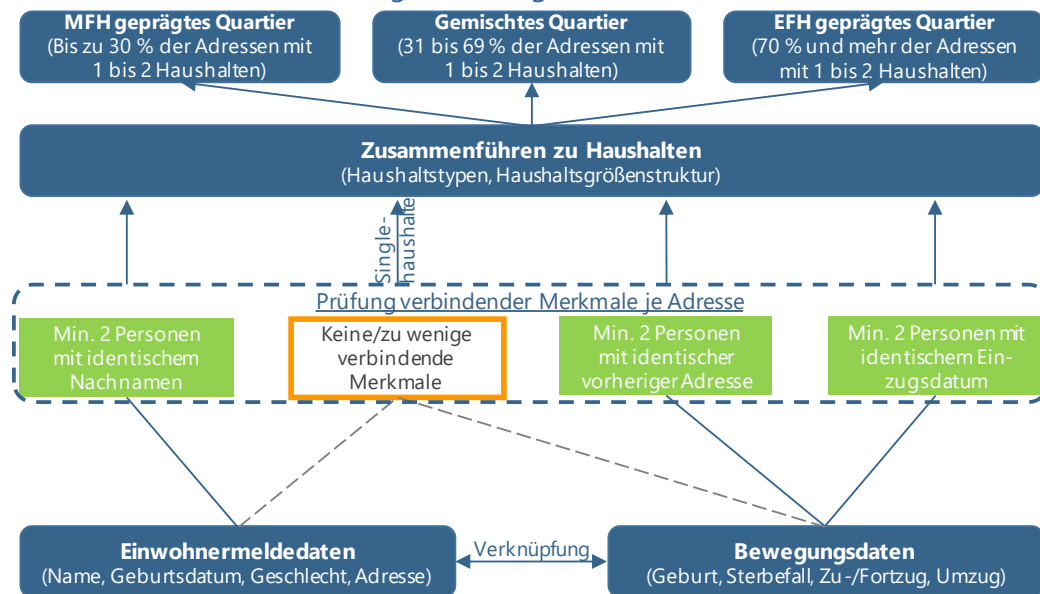 MFH geprägtes Quartier
(Bis zu 30 % der Adressen mit
1 bis 2 Haushalten)
Gemischtes Quartier
(31 bis 69 % der Adressen mit
1 bis 2 Haushalten)
EFH geprägtes Quartier
(70 % und mehr der Adressen
mit 1 bis 2 Haushalten)
Zusammenführen zu Haushalten
(Haushaltstypen, Haushaltsgrößenstruktur)
Single-
haushalte
Prüfung verbindender Merkmale je Adresse
Min. 2 Personen
mit identischem
Nachnamen
Keine/zu wenige
verbindende
Merkmale
Min. 2 Personen
mit identischer
vorheriger Adresse
Min. 2 Personen mit
identischem Ein-
zugsdatum
Einwohnermeldedaten
(Name, Geburtsdatum, Geschlecht, Adresse)
Verknüpfung
Bewegungsdaten
(Geburt, Sterbefall, Zu-/Fortzug, Umzug)